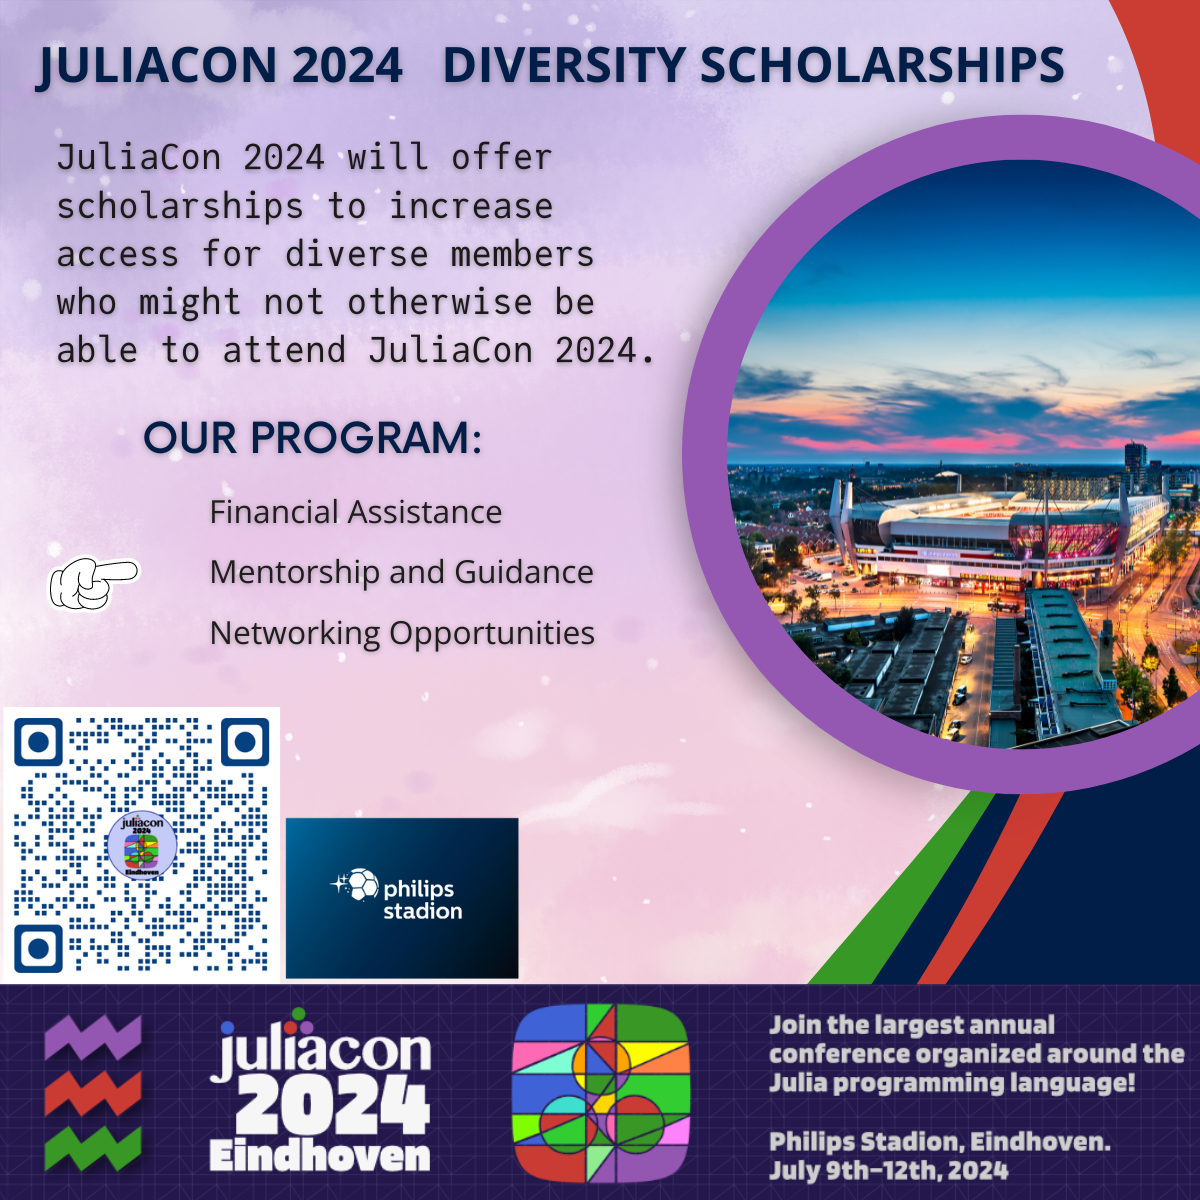 JULIACON 2024 DIVERSITY SCHOLARSHIPS
JuliaCon 2024 will offer
scholarships to increase
access for diverse members
who might not otherwise be
able to attend JuliaCon 2024.
OUR PROGRAM:
Financial Assistance
Mentorship and Guidance
Networking Opportunities
juliacon
2024
Eindhoven
philips
stadion
juliacon
2024
Eindhoven
Join the largest annual
conference organized around the
Julia programming language!
Philips Stadion, Eindhoven.
July 9th–12th, 2024